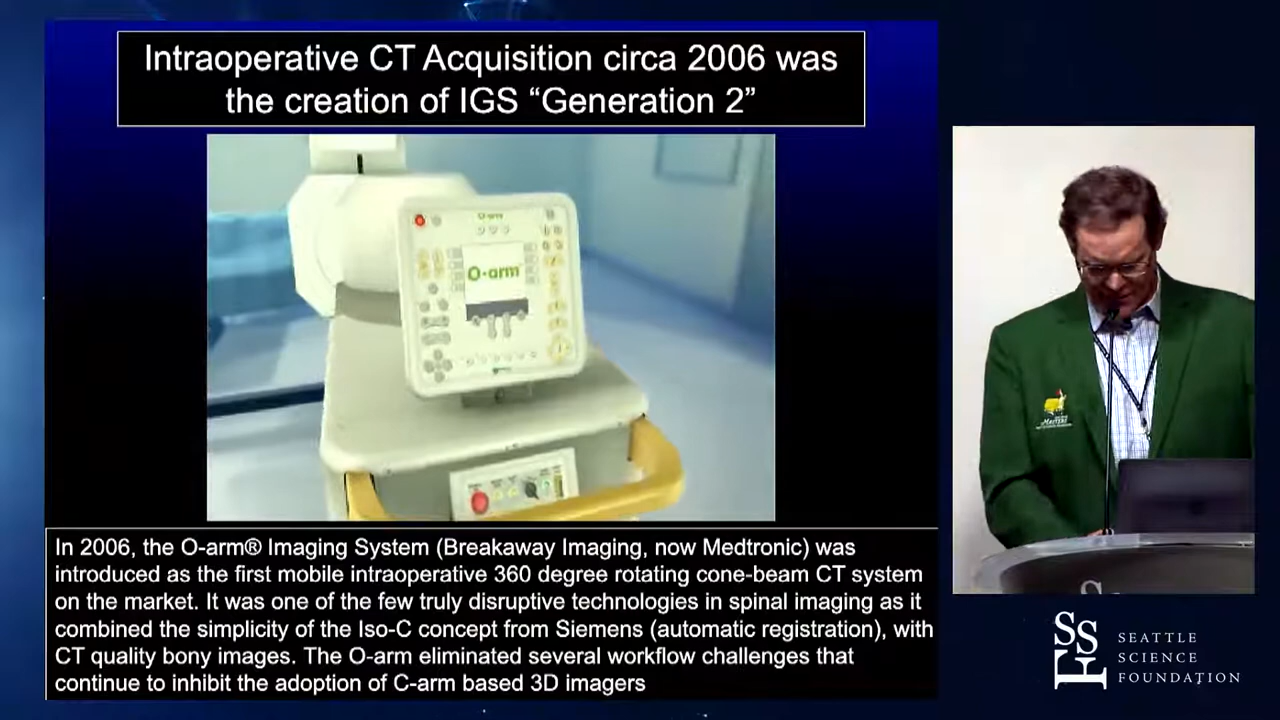 Intraoperative CT Acquisition circa 2006 was
the creation of IGS “Generation 2”
O-arm
O-arm
In 2006, the O-arm® Imaging System (Breakaway Imaging, now Medtronic) was
introduced as the first mobile intraoperative 360 degree rotating cone-beam CT system
on the market. It was one of the few truly disruptive technologies in spinal imaging as it
combined the simplicity of the Iso-C concept from Siemens (automatic registration), with
CT quality bony images. The O-arm eliminated several workflow challenges that
continue to inhibit the adoption of C-arm based 3D imagers
Masters
SSF
SEATTLE
SCIENCE
FOUNDATION